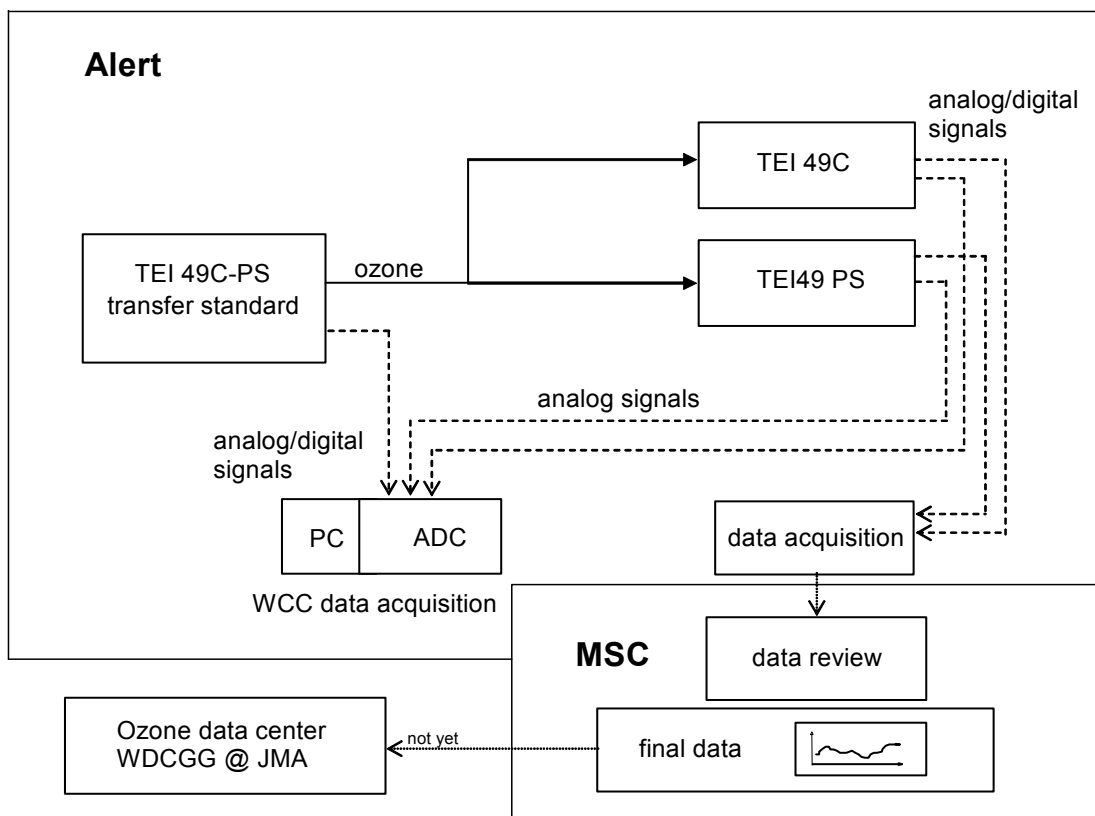 Alert
analog/digital
signals
TEI 49C
TEI 49C-PS
transfer standard
ozone
TEI49 PS
analog signals
analog/digital
signals
PC
ADC
WCC data acquisition
data acquisition
MSC
data review
Ozone data center
WDCGG @ JMA
not yet
final data